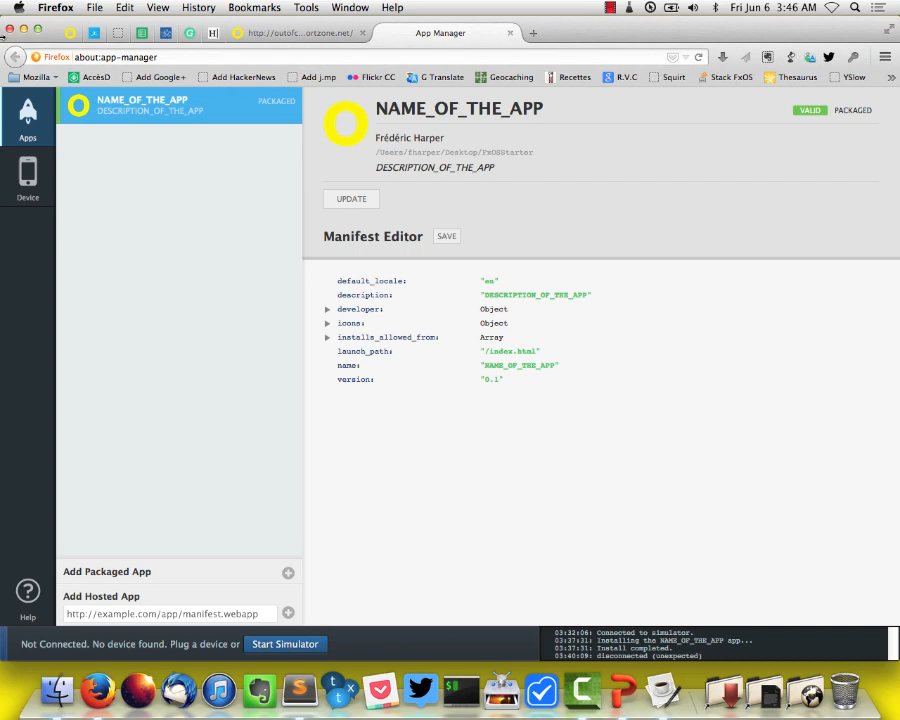 Firefox File Edit View History Bookmarks Tools Window Help Fri Jun 6 3:46 AM
http://outofc...ortzone.net/ App Manager
Firefox about:app-manager
Mozilla AccèsD Add Google+ Add HackerNews Add j.mp Flickr CC G Translate Geocaching Recettes R.V.C Squirt Stack FxOS Thesaurus YSlow
Apps
Device
Help
NAME_OF_THE_APP PACKAGED
DESCRIPTION_OF_THE_APP
NAME_OF_THE_APP VALID PACKAGED
Frédéric Harper
/Users/fharper/Desktop/FxOSStarter
DESCRIPTION_OF_THE_APP
UPDATE
Manifest Editor SAVE
default_locale: "en"
description: "DESCRIPTION_OF_THE_APP"
developer: Object
icons: Object
installs_allowed_from: Array
launch_path: "/index.html"
name: "NAME_OF_THE_APP"
version: "0.1"
Add Packaged App
Add Hosted App
http://example.com/app/manifest.webapp
Not Connected. No device found. Plug a device or Start Simulator
03:32:06: Connected to simulator.
03:37:31: Installing the NAME_OF_THE_APP app...
03:37:31: Install completed.
03:40:09: disconnected (unexpected)